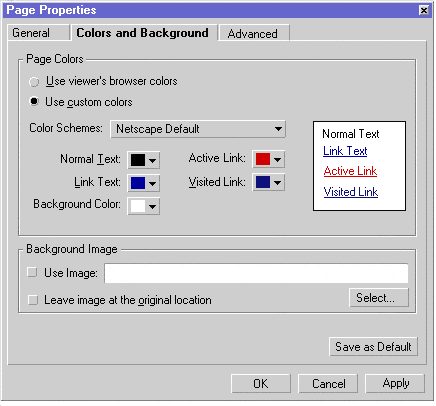 Page Properties
General Colors and Background Advanced
Page Colors
Use viewer's browser colors
Use custom colors
Color Schemes: Netscape Default
Normal Text: Active Link:
Link Text: Visited Link:
Background Color:
Normal Text
Link Text
Active Link
Visited Link
Background Image
Use Image:
Leave image at the original location
Select...
Save as Default
OK Cancel Apply